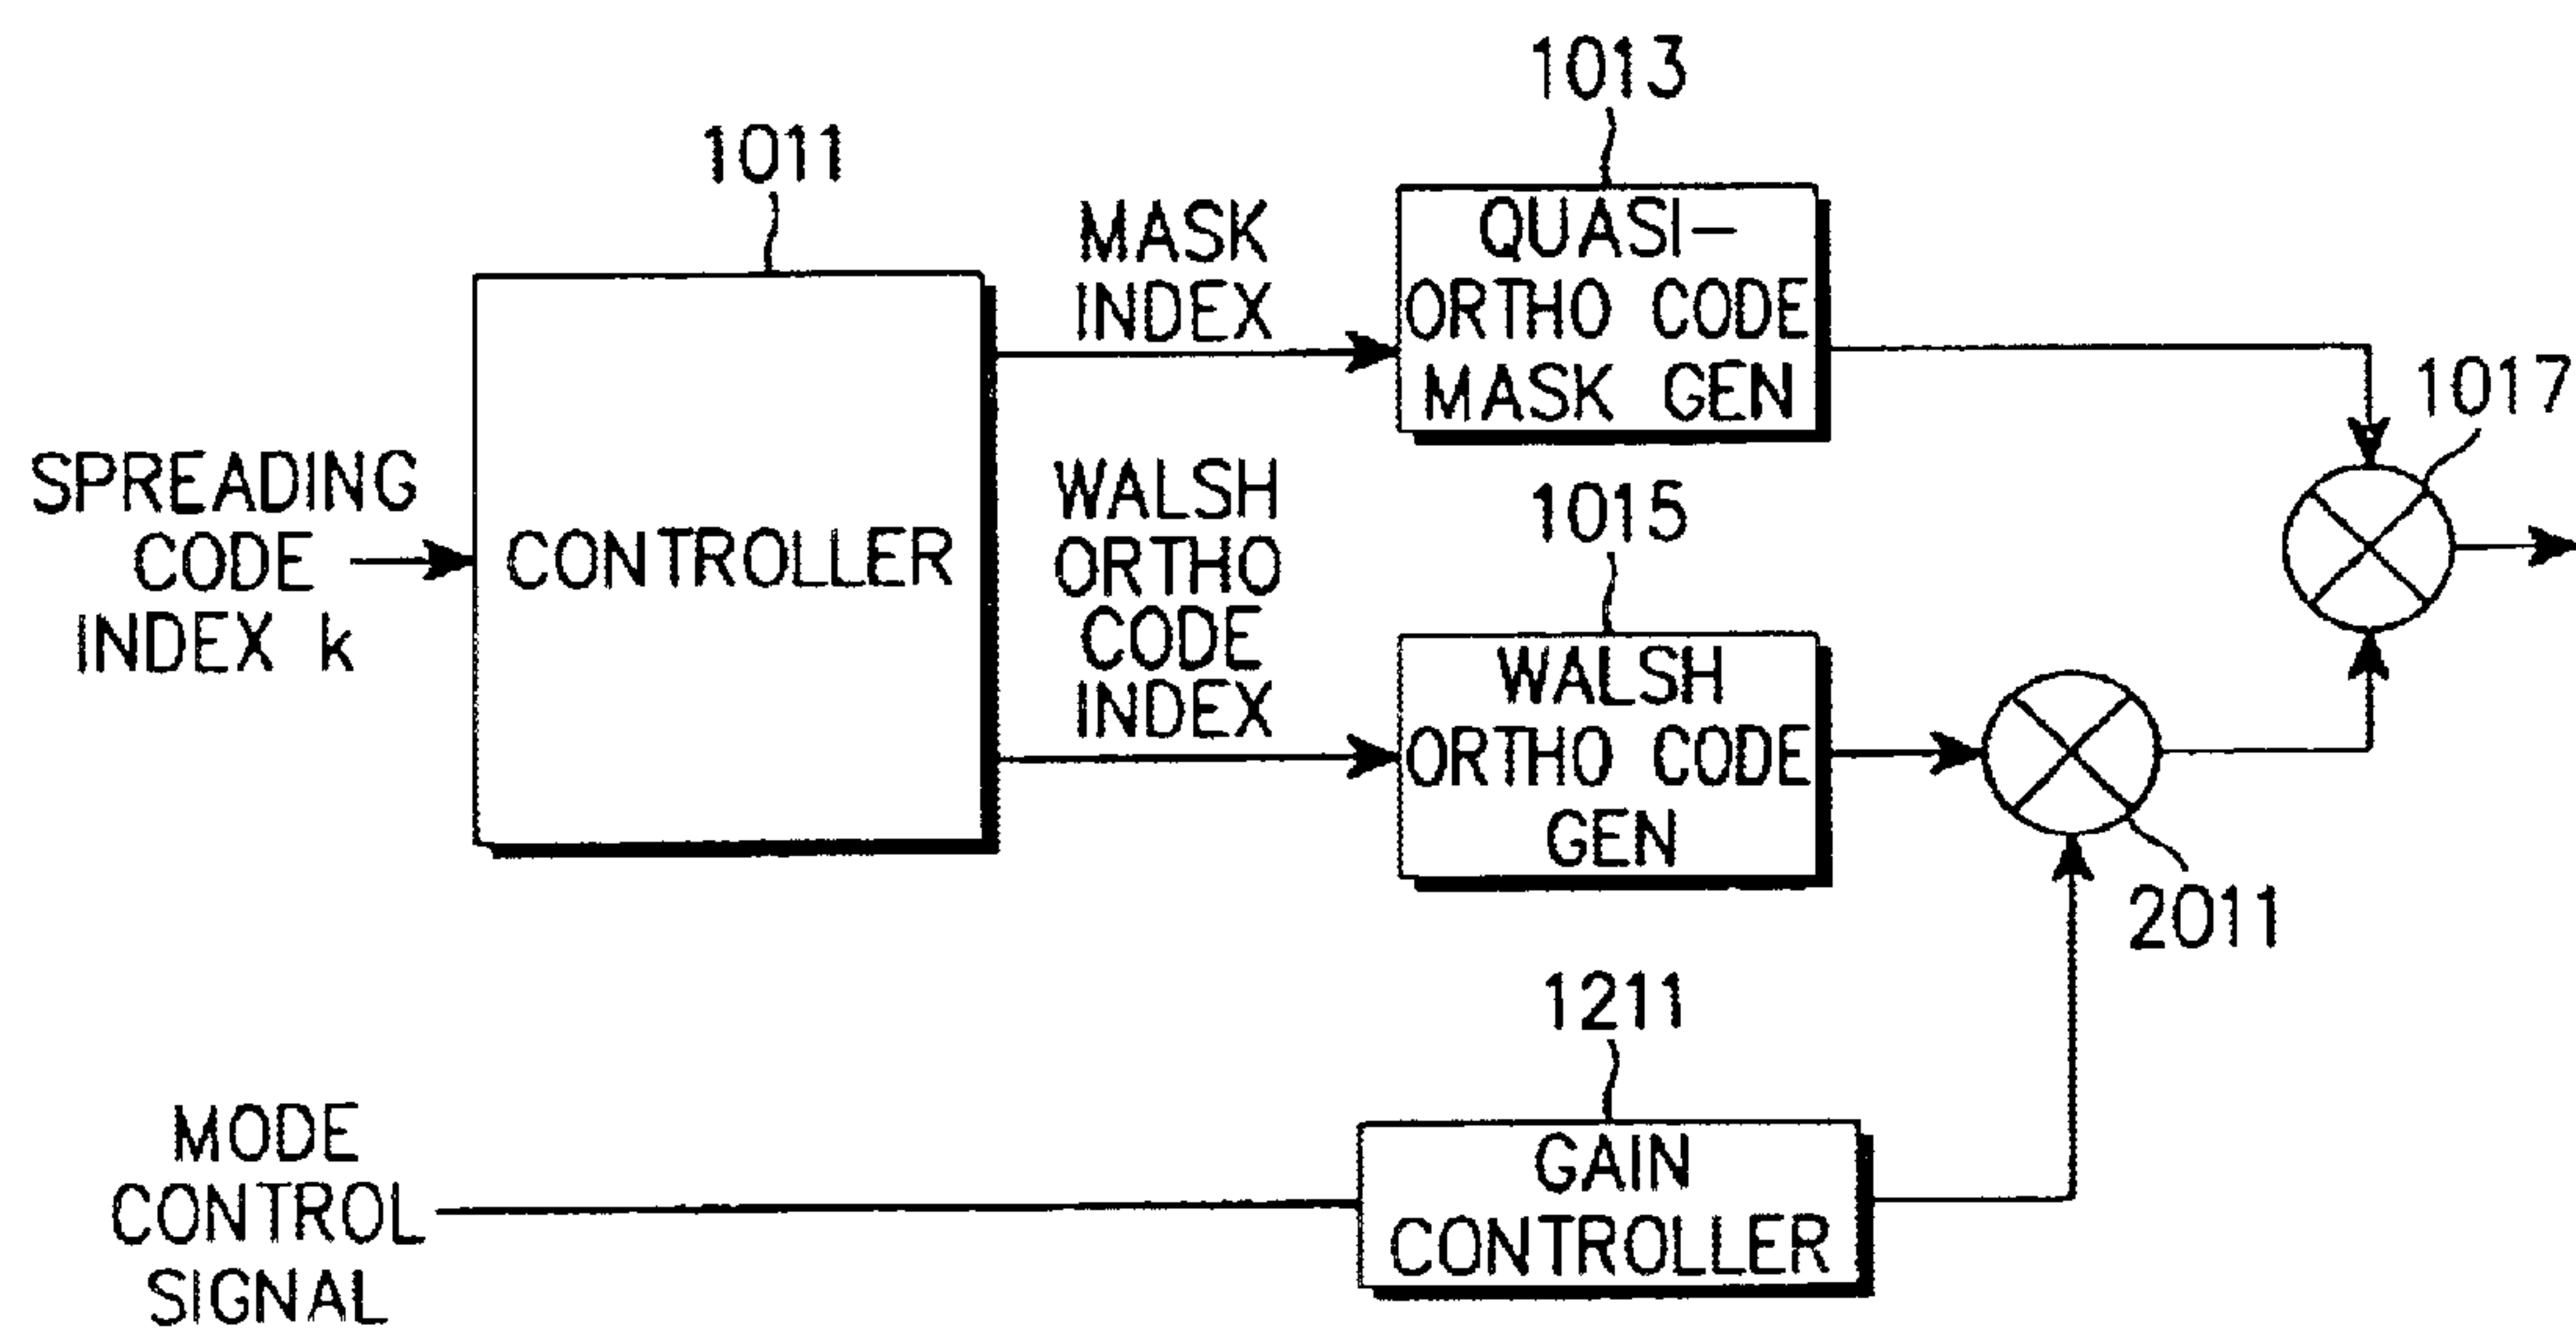 1013
1011
MASK
INDEX
QUASI-
ORTHO CODE
MASK GEN
1017
SPREADING
CODE
INDEX k
CONTROLLER
WALSH
ORTHO
CODE
INDEX
1015
WALSH
ORTHO CODE
GEN
2011
1211
MODE
CONTROL
SIGNAL
GAIN
CONTROLLER